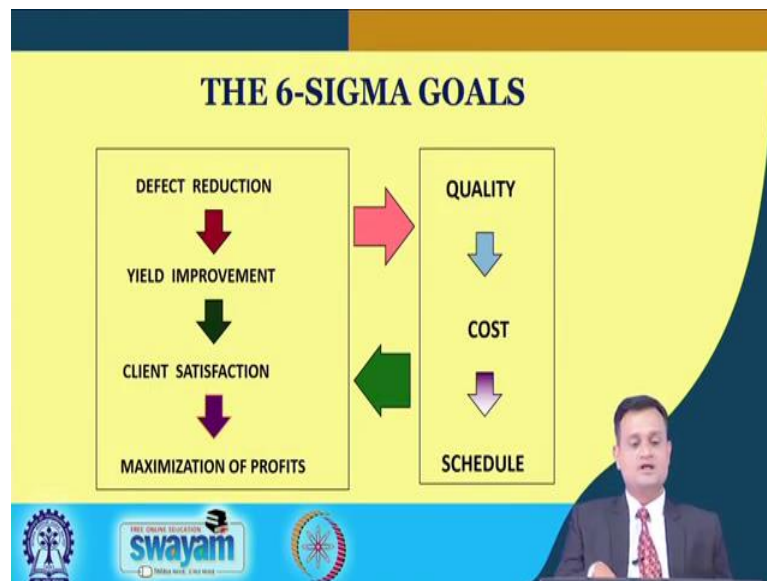 THE 6-SIGMA GOALS
DEFECT REDUCTION
YIELD IMPROVEMENT
CLIENT SATISFACTION
MAXIMIZATION OF PROFITS
QUALITY
COST
SCHEDULE
FREE ONLINE EDUCATION
swayam